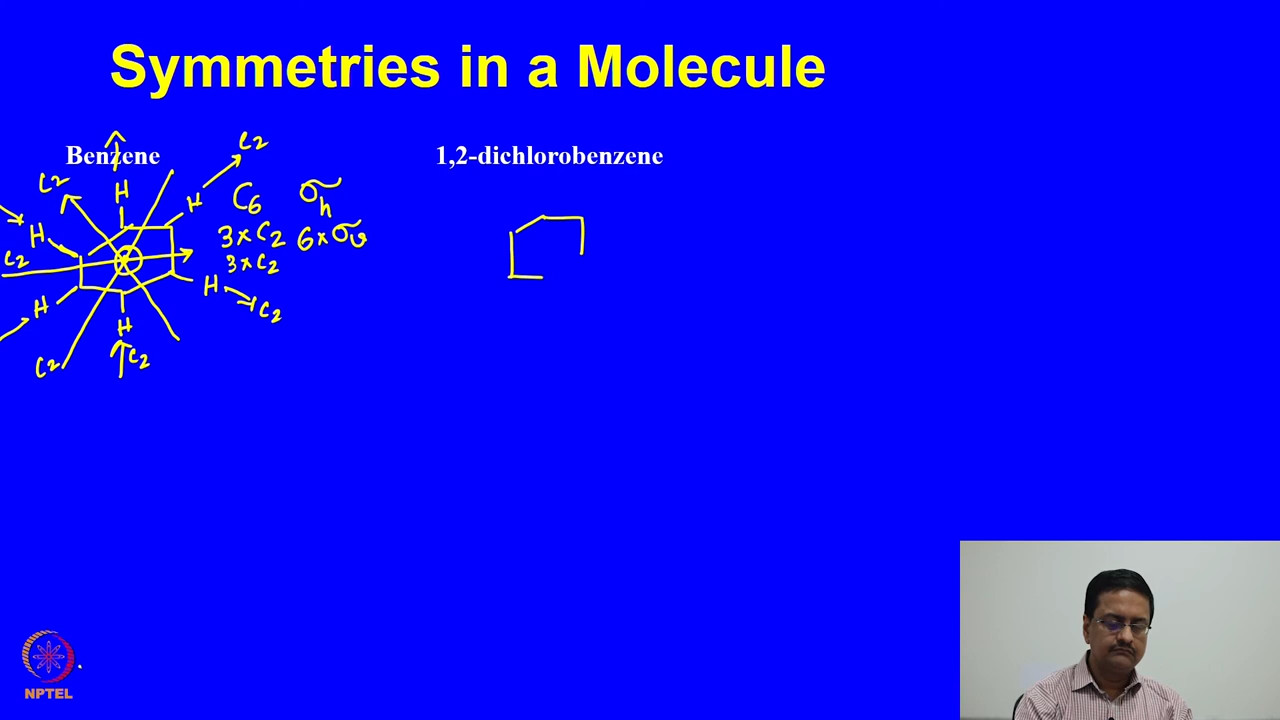 Symmetries in a Molecule
Benzene
1,2-dichlorobenzene
C2
C2
H
H
C6 σh
H
3×C2 6×σv
C2
3×C2
H
H
C2
H
C2
C2
NPTEL